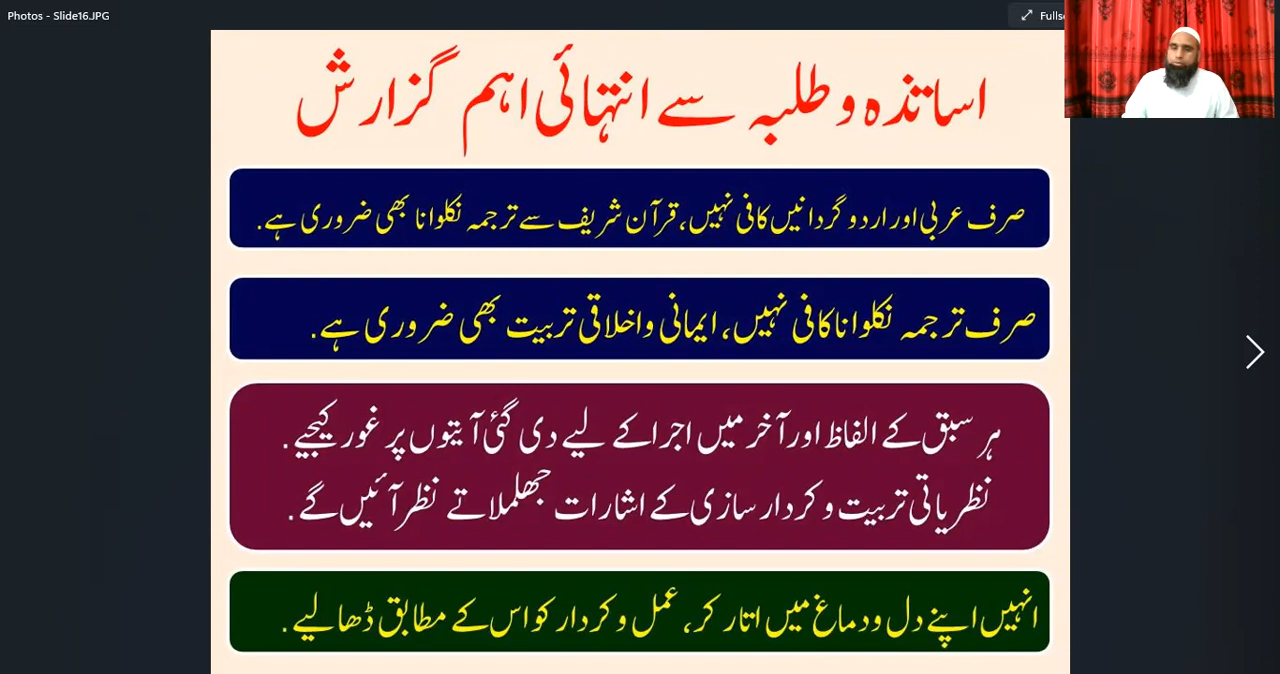 Photos - Slide16.JPG
Fullsc
اساتذہ و طلبہ سے انتہائی اہم گزارش
صرف عربی اور اردو گردانیں کافی نہیں، قرآن شریف سے ترجمہ نکلوانا بھی ضروری ہے.
صرف ترجمہ نکلوانا کافی نہیں، ایمانی و اخلاقی تربیت بھی ضروری ہے.
ہر سبق کے الفاظ اور آخر میں اجرا کے لیے دی گئی آیتوں پر غور کیجیے.
نظریاتی تربیت و کردار سازی کے اشارات جھلملاتے نظر آئیں گے.
انہیں اپنے دل و دماغ میں اتار کر، عمل و کردار کو اس کے مطابق ڈھالیے.